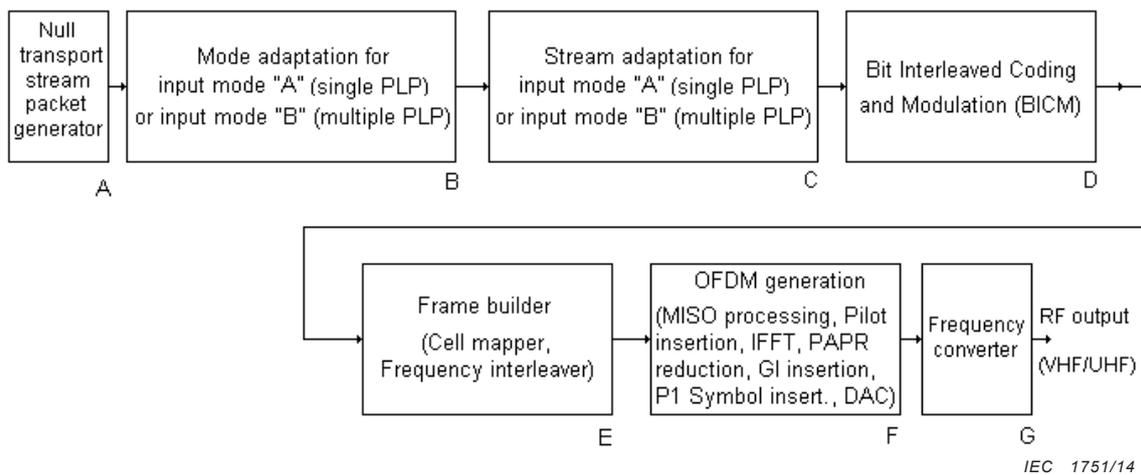 Null
transport
stream
packet
generator
A
Mode adaptation for
input mode "A" (single PLP)
or input mode "B" (multiple PLP)
B
Stream adaptation for
input mode "A" (single PLP)
or input mode "B" (multiple PLP)
C
Bit Interleaved Coding
and Modulation (BICM)
D
Frame builder
(Cell mapper,
Frequency interleaver)
E
OFDM generation
(MISO processing, Pilot
insertion, IFFT, PAPR
reduction, GI insertion,
P1 Symbol insert., DAC)
F
Frequency
converter
G
RF output
(VHF/UHF)
IEC 1751/14